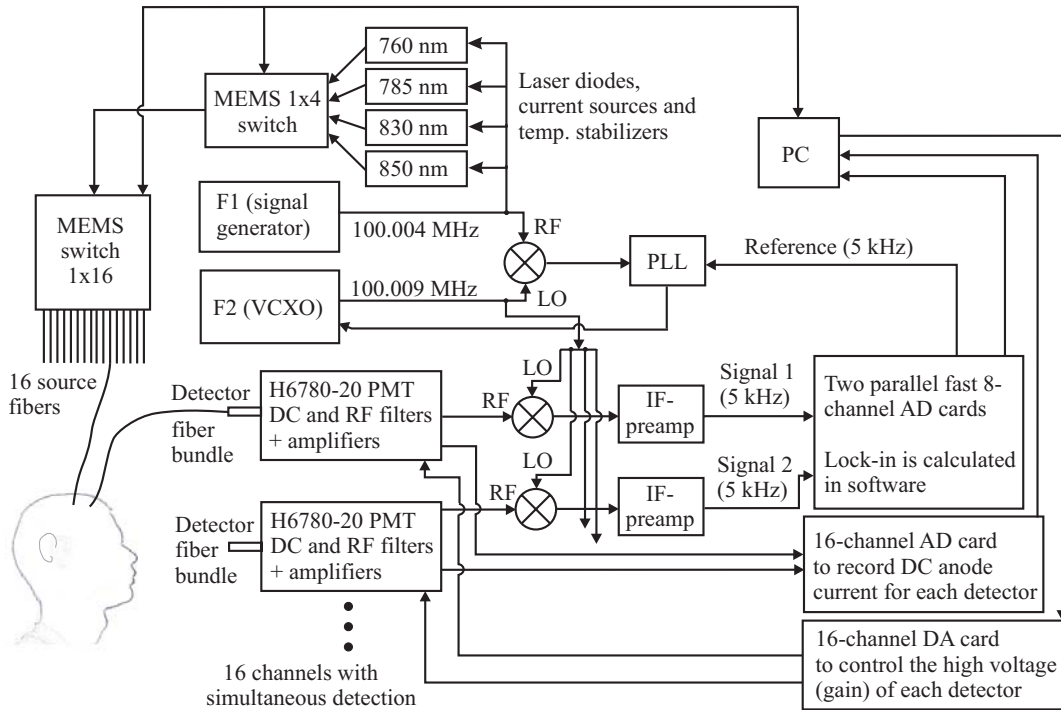 760 nm
785 nm
830 nm
850 nm
Laser diodes,
current sources and
temp. stabilizers
MEMS 1x4
switch
PC
MEMS
switch
1x16
F1 (signal
generator)
100.004 MHz
RF
LO
PLL
Reference (5 kHz)
F2 (VCXO)
100.009 MHz
16 source
fibers
Detector
fiber
bundle
H6780-20 PMT
DC and RF filters
+ amplifiers
RF
LO
IF-
preamp
Signal 1
(5 kHz)
Two parallel fast 8-
channel AD cards
Lock-in is calculated
in software
LO
RF
IF-
preamp
Signal 2
(5 kHz)
Detector
fiber
bundle
H6780-20 PMT
DC and RF filters
+ amplifiers
16-channel AD card
to record DC anode
current for each detector
16-channel DA card
to control the high voltage
(gain) of each detector
16 channels with
simultaneous detection